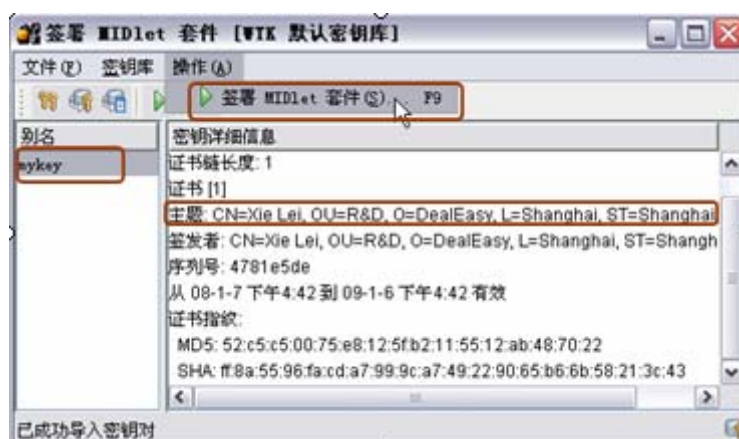 签署 MIDlet 套件 [WTK 默认密钥库]
文件(F) 密钥库 操作(A)
签署 MIDlet 套件(S)... F9
别名
密钥详细信息
mykey
证书链长度: 1
证书 [1]
主题: CN=Xie Lei, OU=R&D, O=DealEasy, L=Shanghai, ST=Shanghai
签发者: CN=Xie Lei, OU=R&D, O=DealEasy, L=Shanghai, ST=Shangh
序列号: 4781e5de
从 08-1-7 下午4:42 到 09-1-6 下午4:42 有效
证书指纹:
MD5: 52:c5:c5:00:75:e8:12:5f:b2:11:55:12:ab:48:70:22
SHA: ff:8a:55:96:fa:cd:a7:99:9c:a7:49:22:90:65:b6:6b:58:21:3c:43
已成功导入密钥对